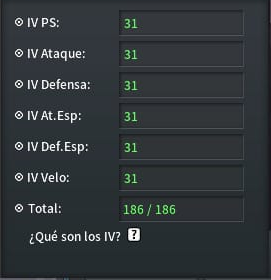 IV PS: 31
IV Ataque: 31
IV Defensa: 31
IV At.Esp: 31
IV Def.Esp: 31
IV Velo: 31
Total: 186 / 186
¿Qué son los IV? ?